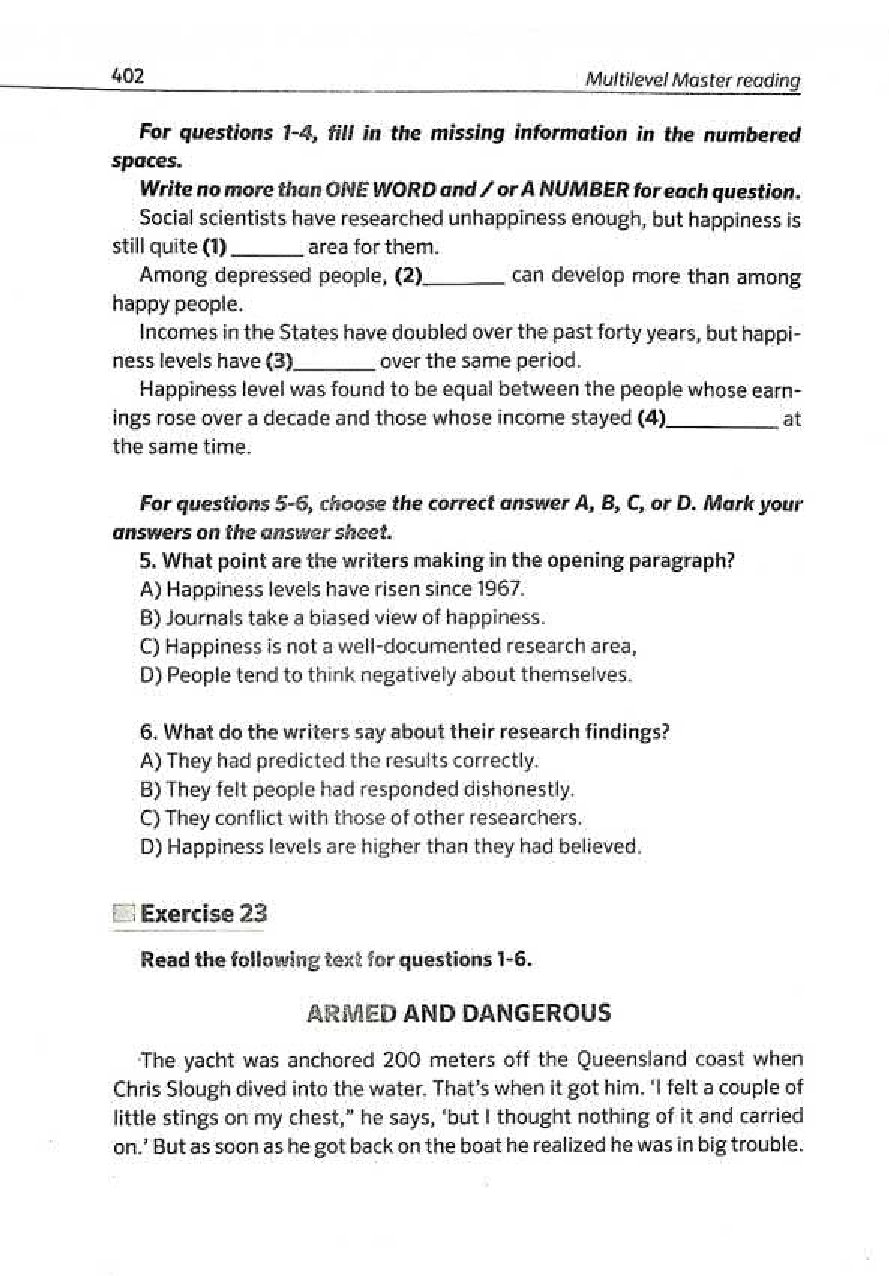 402
Multilevel Master reading
For questions 1-4, fill in the missing information in the numbered
spaces.
Write no more than ONE WORD and / or A NUMBER for each question.
Social scientists have researched unhappiness enough, but happiness is
still quite (1) _______ area for them.
Among depressed people, (2)________ can develop more than among
happy people.
Incomes in the States have doubled over the past forty years, but happi-
ness levels have (3)________ over the same period.
Happiness level was found to be equal between the people whose earn-
ings rose over a decade and those whose income stayed (4)___________ at
the same time.
For questions 5-6, choose the correct answer A, B, C, or D. Mark your
answers on the answer sheet.
5. What point are the writers making in the opening paragraph?
A) Happiness levels have risen since 1967.
B) Journals take a biased view of happiness.
C) Happiness is not a well-documented research area,
D) People tend to think negatively about themselves.
6. What do the writers say about their research findings?
A) They had predicted the results correctly.
B) They felt people had responded dishonestly.
C) They conflict with those of other researchers.
D) Happiness levels are higher than they had believed.
Exercise 23
Read the following text for questions 1-6.
ARMED AND DANGEROUS
The yacht was anchored 200 meters off the Queensland coast when
Chris Slough dived into the water. That's when it got him. 'I felt a couple of
little stings on my chest," he says, 'but I thought nothing of it and carried
on.' But as soon as he got back on the boat he realized he was in big trouble.